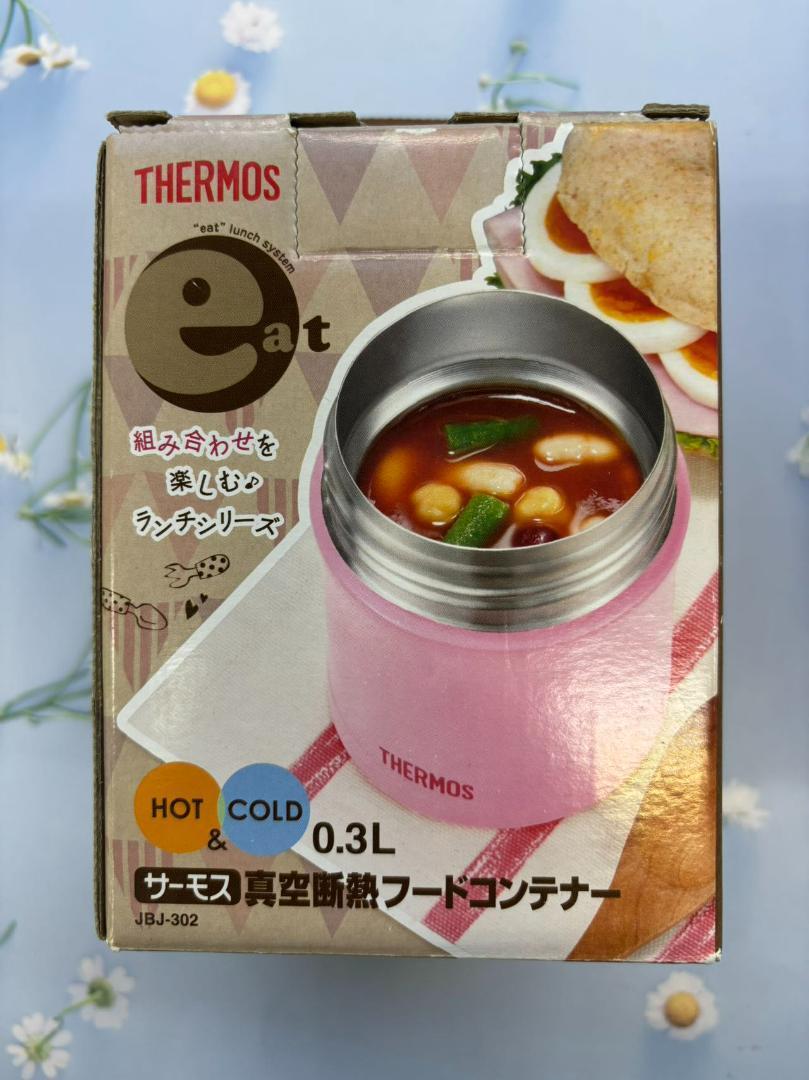 THERMOS
"eat" lunch system
eat
組み合わせを
楽しむ♪
ランチシリーズ
THERMOS
HOT & COLD 0.3L
サーモス 真空断熱フードコンテナー
JBJ-302